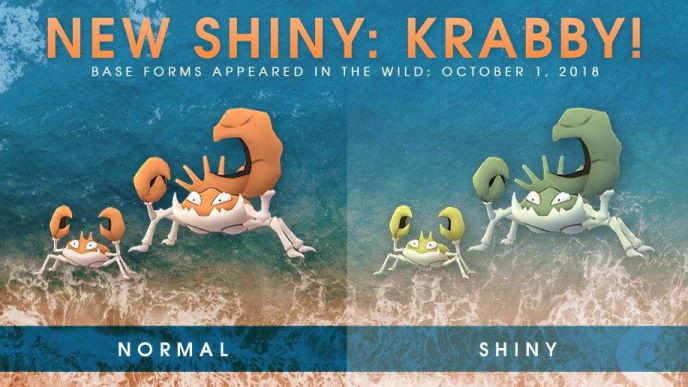 NEW SHINY: KRABBY!
BASE FORMS APPEARED IN THE WILD: OCTOBER 1, 2018
NORMAL
SHINY